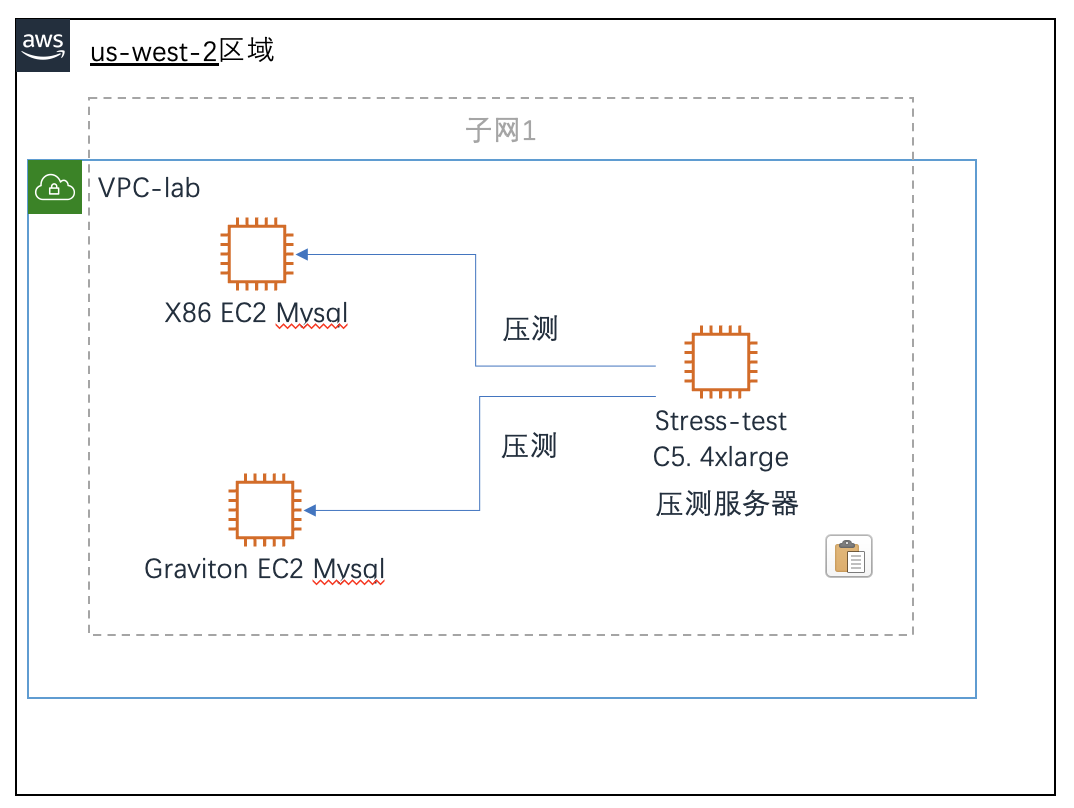 aws
us-west-2区域
子网1
VPC-lab
X86 EC2 Mysql
压测
压测
Stress-test
C5. 4xlarge
压测服务器
Graviton EC2 Mysql